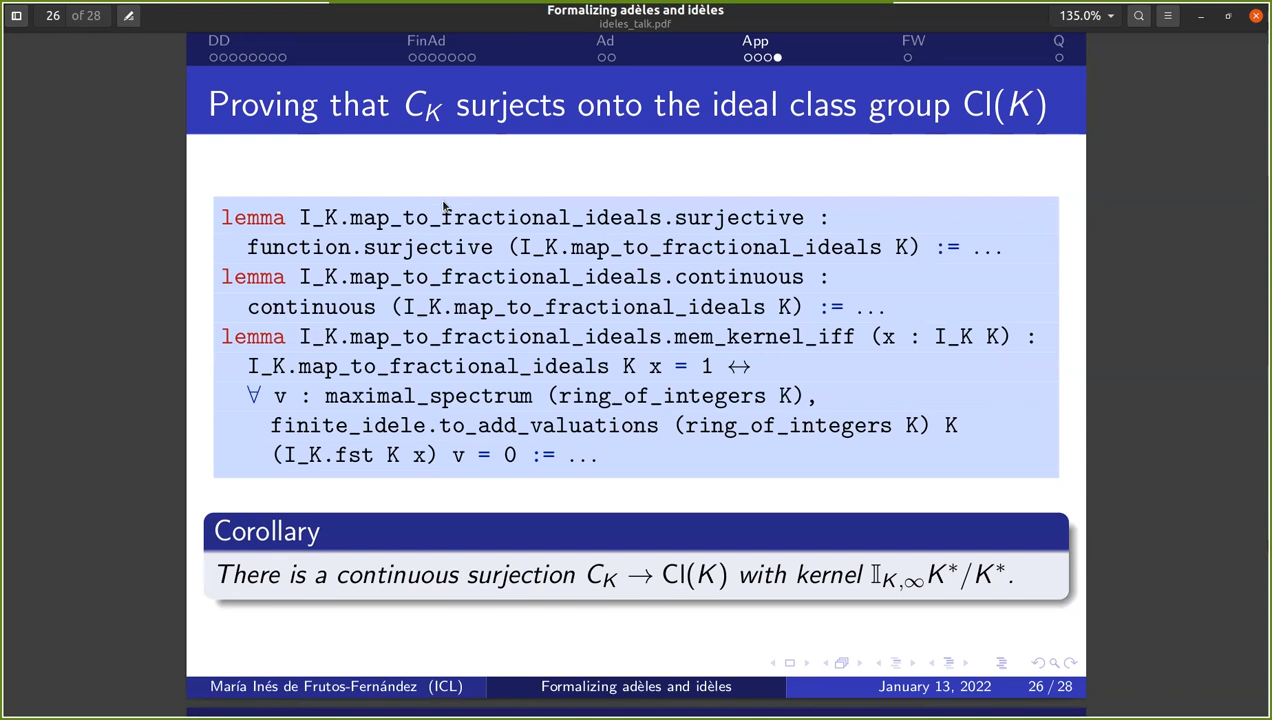 Formalizing adèles and idèles
ideles_talk.pdf
26 of 28
135.0%
DD FinAd Ad App FW Q
Proving that C_K surjects onto the ideal class group Cl(K)
lemma I_K.map_to_fractional_ideals.surjective :
function.surjective (I_K.map_to_fractional_ideals K) := ...
lemma I_K.map_to_fractional_ideals.continuous :
continuous (I_K.map_to_fractional_ideals K) := ...
lemma I_K.map_to_fractional_ideals.mem_kernel_iff (x : I_K K) :
I_K.map_to_fractional_ideals K x = 1 ↔
∀ v : maximal_spectrum (ring_of_integers K),
finite_idele.to_add_valuations (ring_of_integers K) K
(I_K.fst K x) v = 0 := ...
Corollary
There is a continuous surjection C_K → Cl(K) with kernel 𝕀_{K,∞}K*/K*.
María Inés de Frutos-Fernández (ICL) Formalizing adèles and idèles January 13, 2022 26 / 28